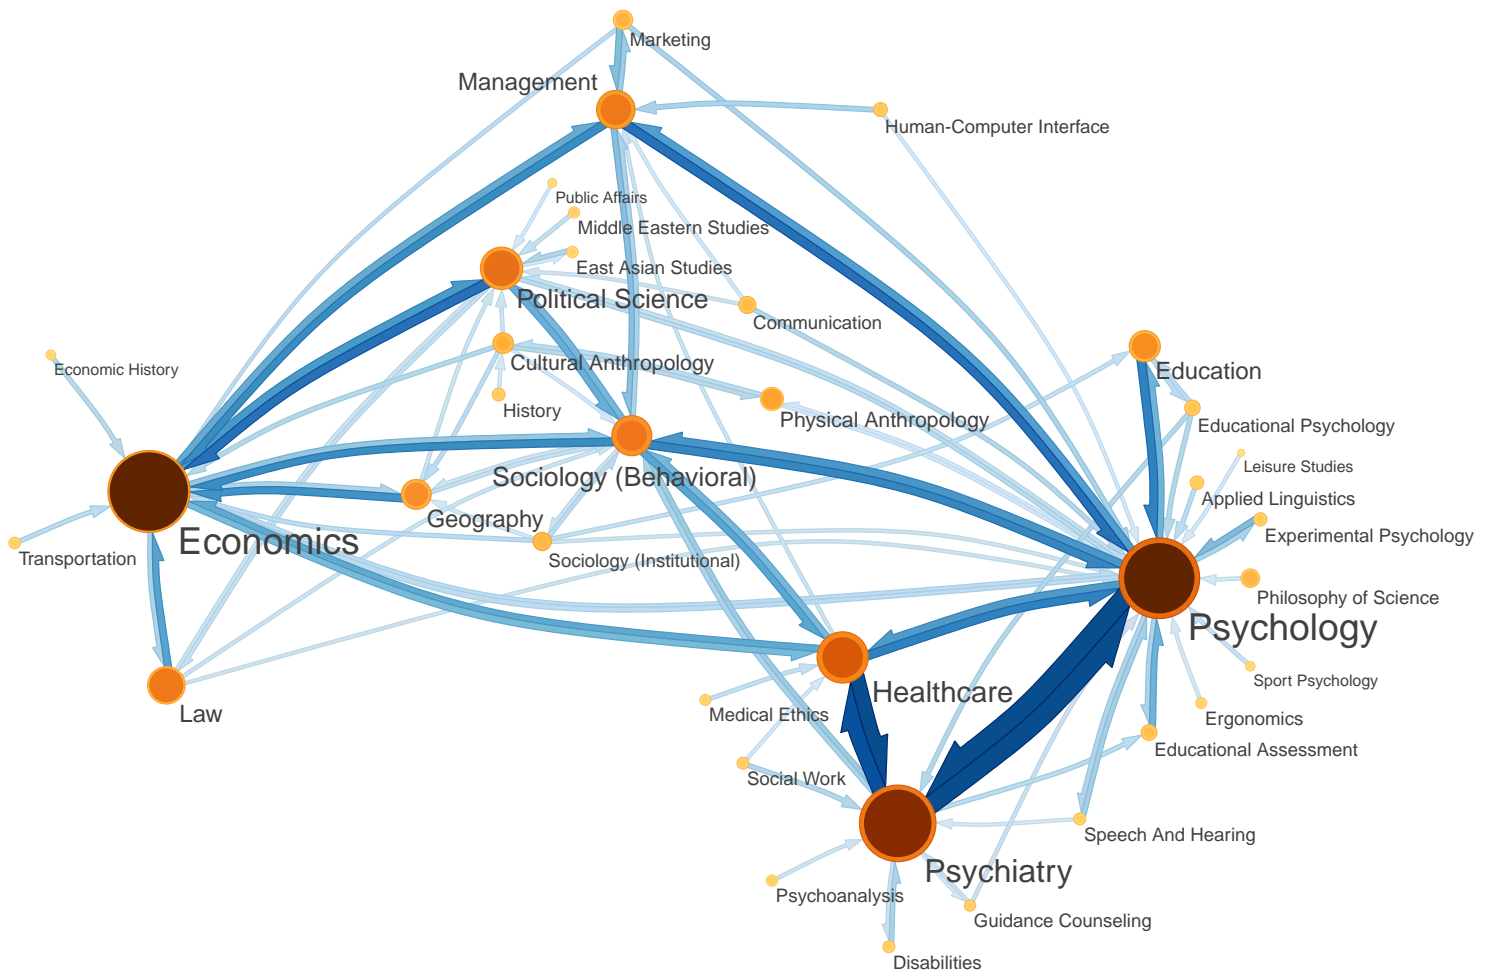 Marketing
Management
Human-Computer Interface
Public Affairs
Middle Eastern Studies
East Asian Studies
Political Science
Communication
Economic History
Cultural Anthropology
Education
History
Physical Anthropology
Educational Psychology
Leisure Studies
Sociology (Behavioral)
Applied Linguistics
Geography
Experimental Psychology
Economics
Transportation
Sociology (Institutional)
Philosophy of Science
Psychology
Sport Psychology
Healthcare
Law
Medical Ethics
Ergonomics
Educational Assessment
Social Work
Speech And Hearing
Psychiatry
Psychoanalysis
Guidance Counseling
Disabilities